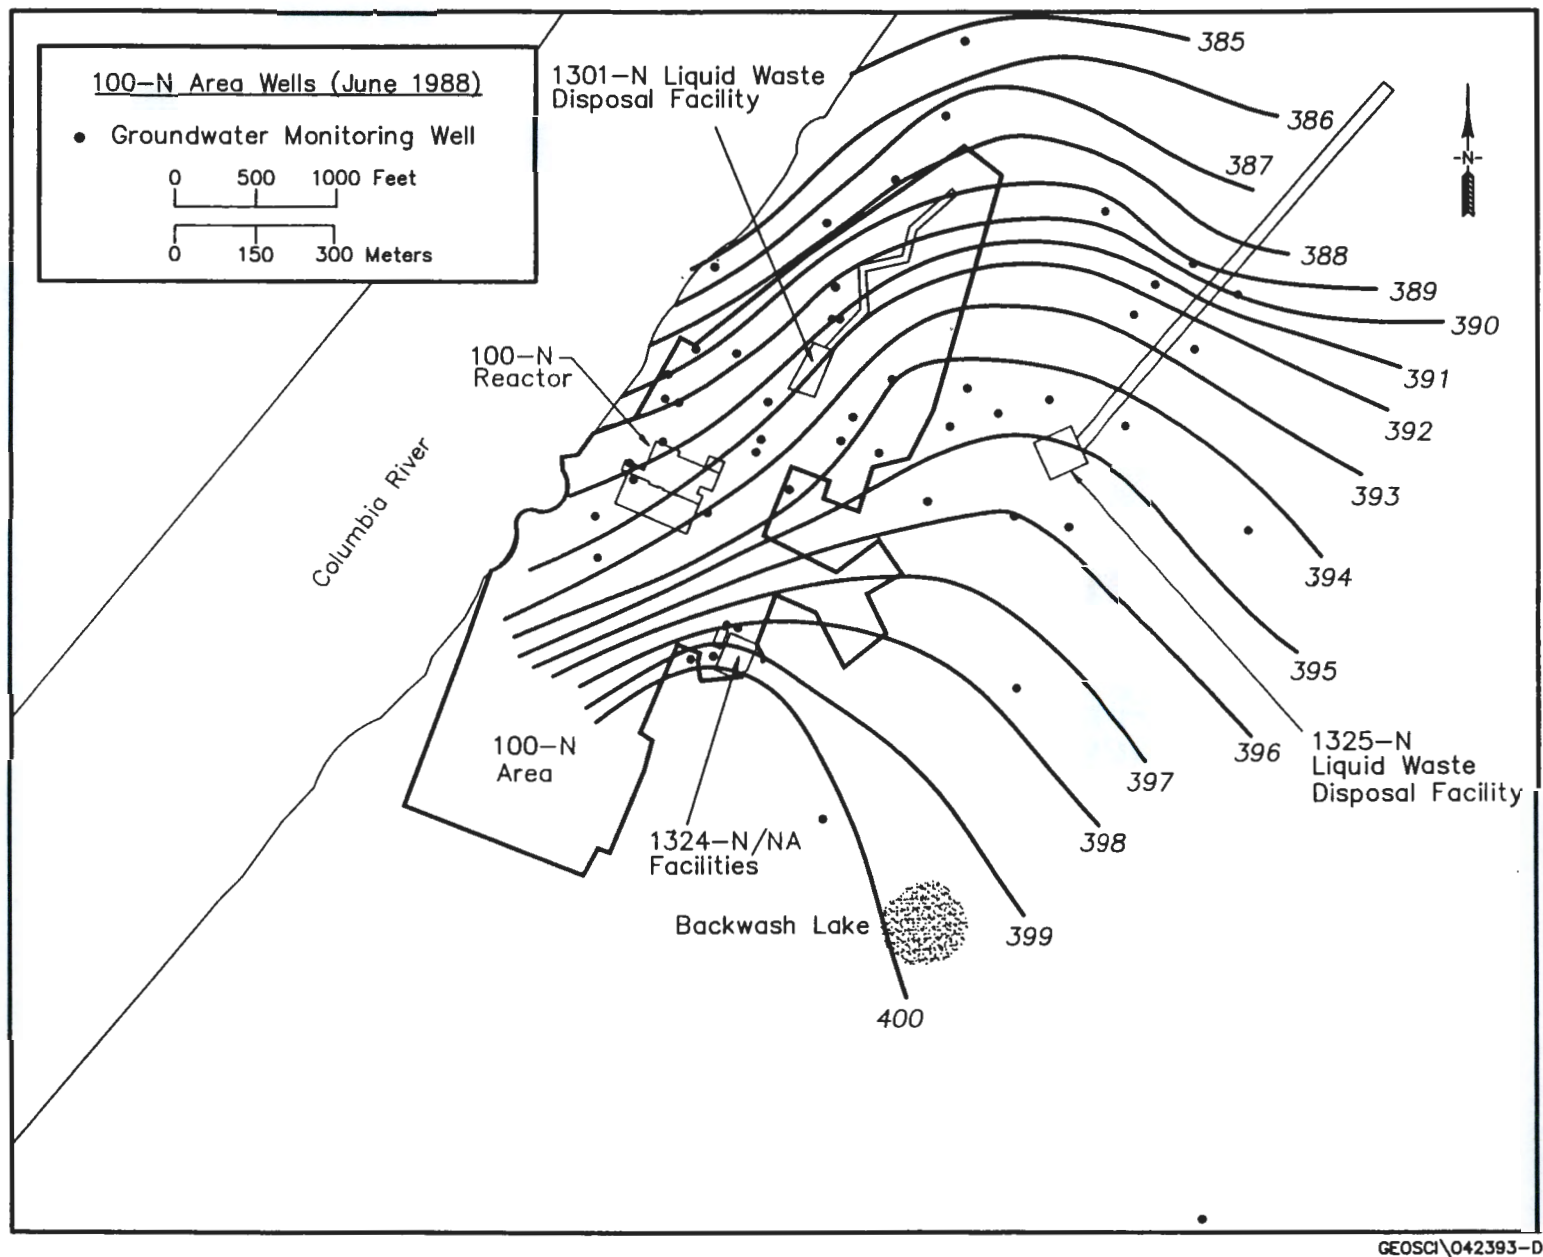 100-N Area Wells (June 1988)
Groundwater Monitoring Well
0 500 1000 Feet
0 150 300 Meters
1301-N Liquid Waste
Disposal Facility
385
386
387
-N-
388
389
390
391
392
393
394
395
396
397
398
399
400
100-N
Reactor
Columbia River
100-N
Area
1325-N
Liquid Waste
Disposal Facility
1324-N/NA
Facilities
Backwash Lake
GEOSCI\042393-D